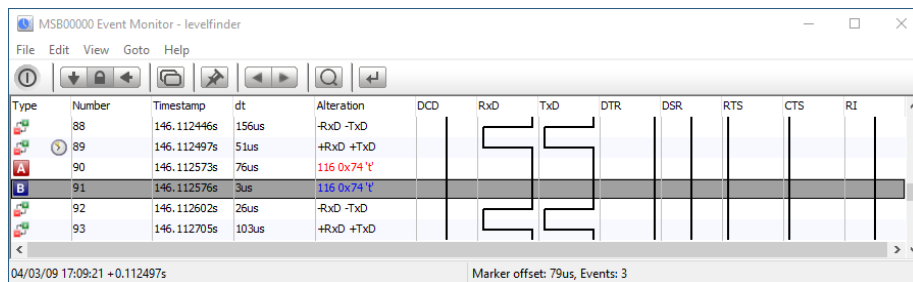 MSB00000 Event Monitor - levelfinder
File Edit View Goto Help
Type Number Timestamp dt Alteration DCD RxD TxD DTR DSR RTS CTS RI
88 146.112446s 156us -RxD -TxD
89 146.112497s 51us +RxD +TxD
A 90 146.112573s 76us 116 0x74 't'
B 91 146.112576s 3us 116 0x74 't'
92 146.112602s 26us -RxD -TxD
93 146.112705s 103us +RxD +TxD
04/03/09 17:09:21 +0.112497s Marker offset: 79us, Events: 3